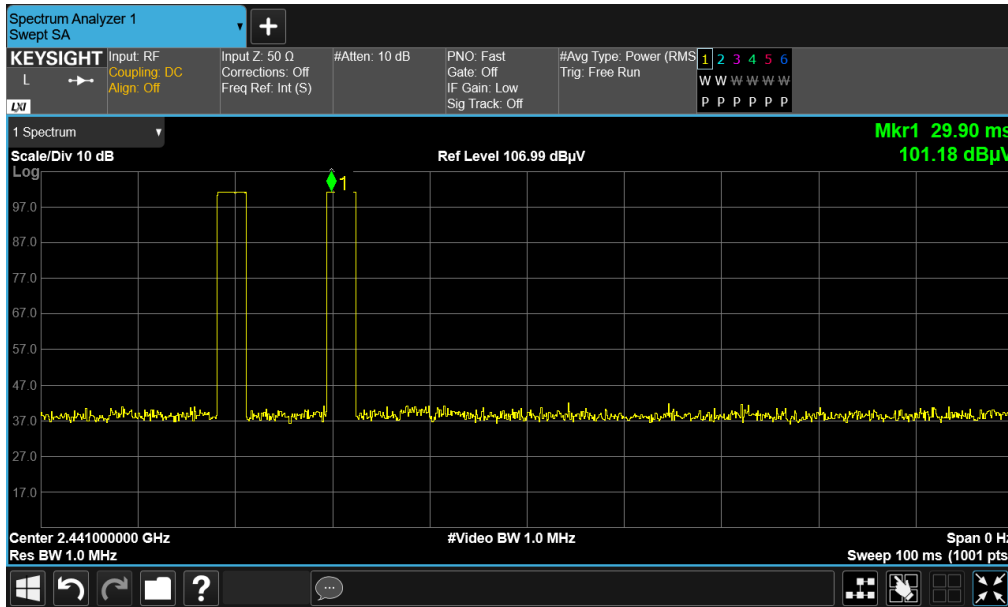 Spectrum Analyzer 1
Swept SA
+
KEYSIGHT
L
LXI
Input: RF
Coupling: DC
Align: Off
Input Z: 50 Ω
Corrections: Off
Freq Ref: Int (S)
#Atten: 10 dB
PNO: Fast
Gate: Off
IF Gain: Low
Sig Track: Off
#Avg Type: Power (RMS
Trig: Free Run
1 2 3 4 5 6
W W W W W W
P P P P P P
1 Spectrum
Scale/Div 10 dB
Log
Ref Level 106.99 dBµV
Mkr1 29.90 ms
101.18 dBµV
1
97.0
87.0
77.0
67.0
57.0
47.0
37.0
27.0
17.0
Center 2.441000000 GHz
Res BW 1.0 MHz
#Video BW 1.0 MHz
Span 0 Hz
Sweep 100 ms (1001 pts
?